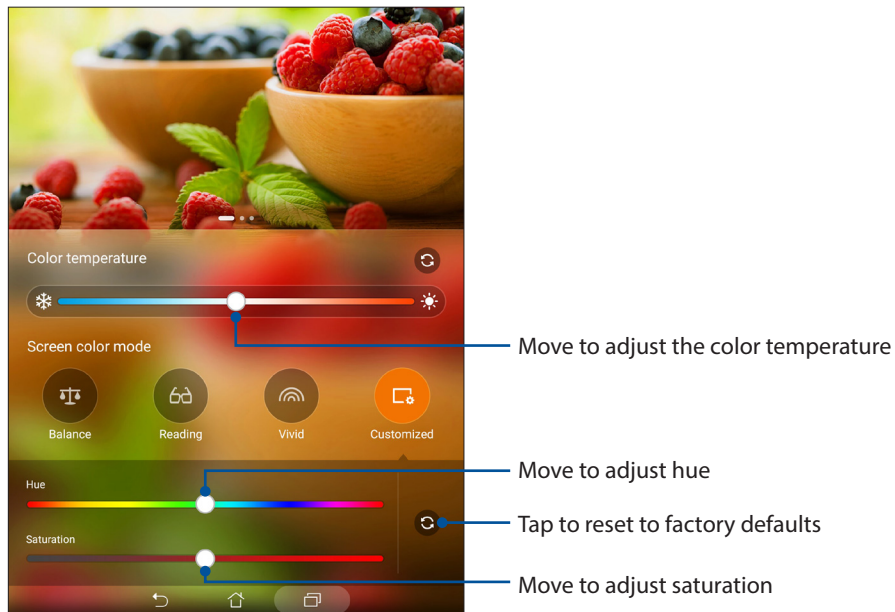 Color temperature
Move to adjust the color temperature
Screen color mode
Balance
Reading
Vivid
Customized
Move to adjust hue
Hue
Tap to reset to factory defaults
Saturation
Move to adjust saturation